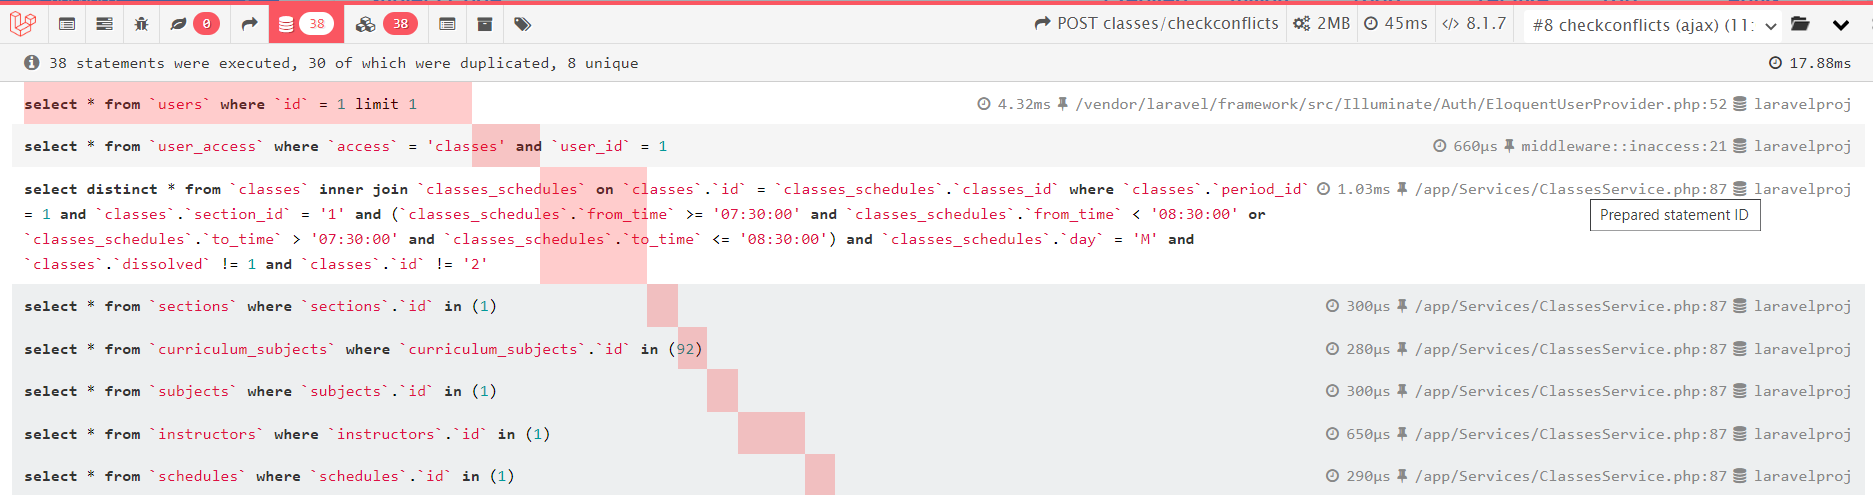 0 38 38 POST classes/checkconflicts 2MB 45ms </> 8.1.7 #8 checkconflicts (ajax) (11:
38 statements were executed, 30 of which were duplicated, 8 unique 17.88ms
select * from `users` where `id` = 1 limit 1 4.32ms /vendor/laravel/framework/src/Illuminate/Auth/EloquentUserProvider.php:52 laravelproj
select * from `user_access` where `access` = 'classes' and `user_id` = 1 660μs middleware::inaccess:21 laravelproj
select distinct * from `classes` inner join `classes_schedules` on `classes`.`id` = `classes_schedules`.`classes_id` where `classes`.`period_id` 1.03ms /app/Services/ClassesService.php:87 laravelproj
= 1 and `classes`.`section_id` = '1' and (`classes_schedules`.`from_time` >= '07:30:00' and `classes_schedules`.`from_time` < '08:30:00' or
Prepared statement ID
`classes_schedules`.`to_time` > '07:30:00' and `classes_schedules`.`to_time` <= '08:30:00') and `classes_schedules`.`day` = 'M' and
`classes`.`dissolved` != 1 and `classes`.`id` != '2'
select * from `sections` where `sections`.`id` in (1) 300μs /app/Services/ClassesService.php:87 laravelproj
select * from `curriculum_subjects` where `curriculum_subjects`.`id` in (92) 280μs /app/Services/ClassesService.php:87 laravelproj
select * from `subjects` where `subjects`.`id` in (1) 300μs /app/Services/ClassesService.php:87 laravelproj
select * from `instructors` where `instructors`.`id` in (1) 650μs /app/Services/ClassesService.php:87 laravelproj
select * from `schedules` where `schedules`.`id` in (1) 290μs /app/Services/ClassesService.php:87 laravelproj